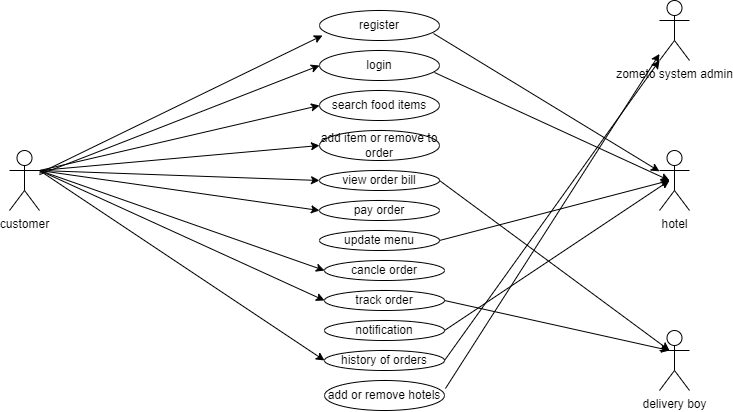 register
zometo system admin
login
search food items
add item or remove to
order
view order bill
customer
pay order
hotel
update menu
cancle order
track order
notification
history of orders
add or remove hotels
delivery boy